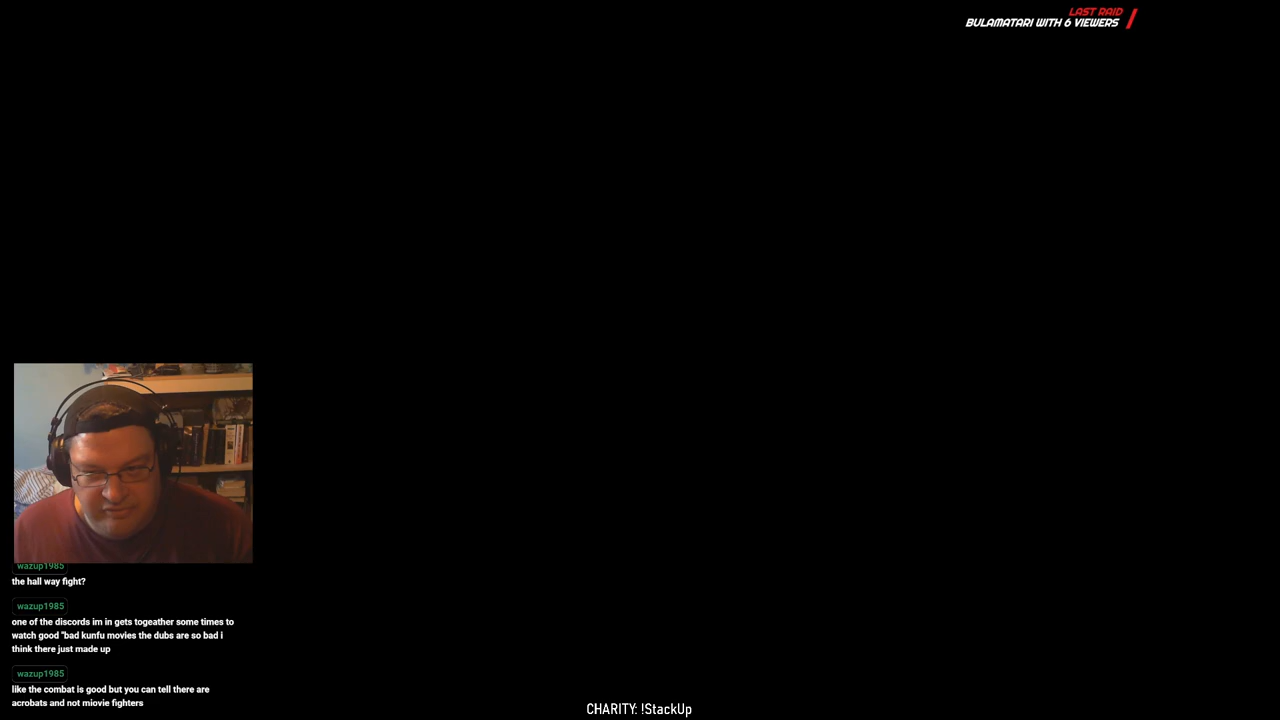 LAST RAID
BULAMATARI WITH 6 VIEWERS
wazup1985
the hall way fight?
wazup1985
one of the discords im in gets togeather some times to
watch good "bad kunfu movies the dubs are so bad i
think there just made up
wazup1985
like the combat is good but you can tell there are
acrobats and not miovie fighters
CHARITY: !StackUp